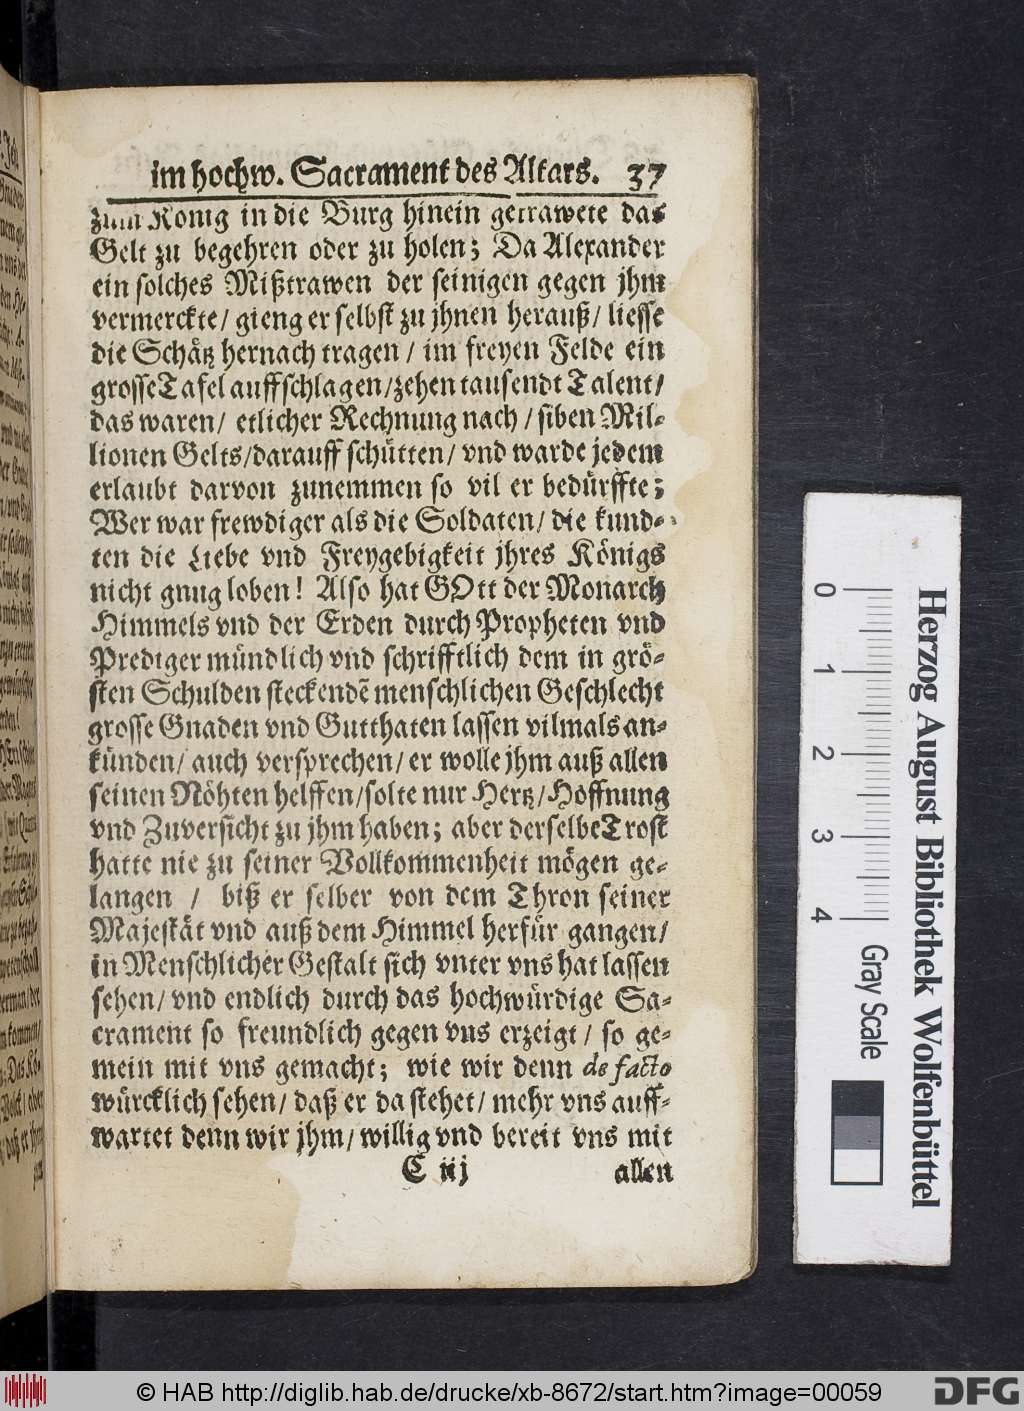 im hochw. Sacrament des Altars. 37
zum König in die Burg hinein getrawete das
Gelt zu begehren oder zu holen; Da Alexander
ein solches Mißtrawen der seinigen gegen jhm
vermerckte/ gieng er selbst zu jhnen herauß/ liesse
die Schätz hernach tragen / im freyen Felde ein
grosse Tafel auffschlagen/zehen tausendt Talent/
das waren/ etlicher Rechnung nach / siben Mil-
lionen Gelts/darauff schütten/ vnd warde jedem
erlaubt darvon zunemmen so vil er bedürffte;
Wer war frewdiger als die Soldaten/ die kund-
ten die Liebe vnd Freygebigkeit jhres Königs
nicht gnug loben! Also hat GOtt der Monarch
Himmels vnd der Erden durch Propheten vnd
Prediger mündlich vnd schrifftlich dem in grö-
sten Schulden steckendẽ menschlichen Geschlecht
grosse Gnaden vnd Gutthaten lassen vilmals an-
künden/ auch versprechen/ er wolle jhm auß allen
seinen Nöhten helffen/solte nur Hertz/Hoffnung
vnd Zuversicht zu jhm haben; aber derselbe Trost
hatte nie zu seiner Vollkommenheit mögen ge-
langen / biß er selber von dem Thron seiner
Majestät vnd auß dem Himmel herfür gangen/
in Menschlicher Gestalt sich vnter vns hat lassen
sehen/ vnd endlich durch das hochwürdige Sa-
crament so freundlich gegen vns erzeigt / so ge-
mein mit vns gemacht; wie wir denn de facto
würcklich sehen/ daß er da stehet/ mehr vns auff-
wartet denn wir jhm/ willig vnd bereit vns mit
C iij allen
Herzog August Bibliothek Wolfenbüttel
0 1 2 3 4
Gray Scale
© HAB http://diglib.hab.de/drucke/xb-8672/start.htm?image=00059
DFG